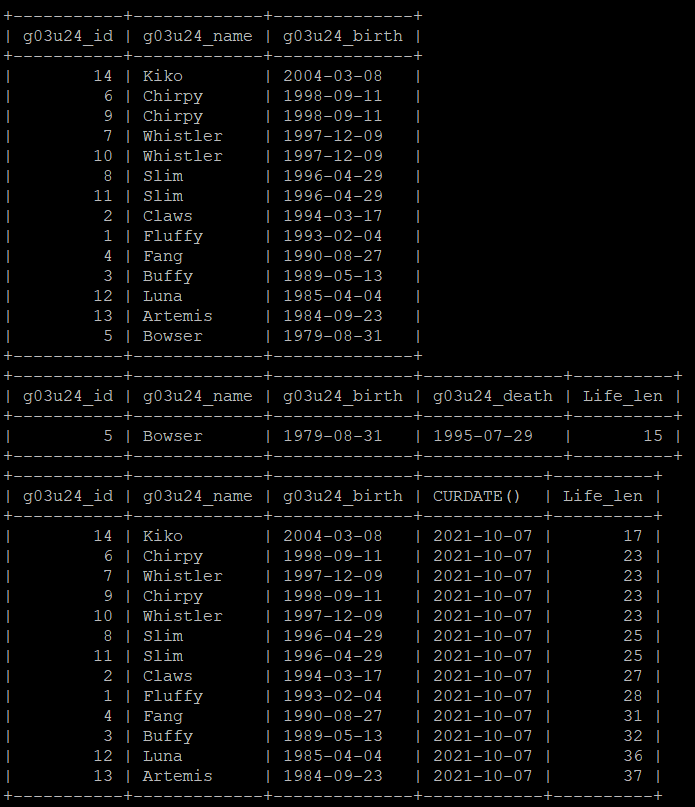 +-----------+-------------+--------------+
| g03u24_id | g03u24_name | g03u24_birth |
+-----------+-------------+--------------+
|        14 | Kiko        | 2004-03-08   |
|         6 | Chirpy      | 1998-09-11   |
|         9 | Chirpy      | 1998-09-11   |
|         7 | Whistler    | 1997-12-09   |
|        10 | Whistler    | 1997-12-09   |
|         8 | Slim        | 1996-04-29   |
|        11 | Slim        | 1996-04-29   |
|         2 | Claws       | 1994-03-17   |
|         1 | Fluffy      | 1993-02-04   |
|         4 | Fang        | 1990-08-27   |
|         3 | Buffy       | 1989-05-13   |
|        12 | Luna        | 1985-04-04   |
|        13 | Artemis     | 1984-09-23   |
|         5 | Bowser      | 1979-08-31   |
+-----------+-------------+--------------+
+-----------+-------------+--------------+--------------+----------+
| g03u24_id | g03u24_name | g03u24_birth | g03u24_death | Life_len |
+-----------+-------------+--------------+--------------+----------+
|         5 | Bowser      | 1979-08-31   | 1995-07-29   |       15 |
+-----------+-------------+--------------+--------------+----------+
+-----------+-------------+--------------+------------+----------+
| g03u24_id | g03u24_name | g03u24_birth | CURDATE()  | Life_len |
+-----------+-------------+--------------+------------+----------+
|        14 | Kiko        | 2004-03-08   | 2021-10-07 |       17 |
|         6 | Chirpy      | 1998-09-11   | 2021-10-07 |       23 |
|         7 | Whistler    | 1997-12-09   | 2021-10-07 |       23 |
|         9 | Chirpy      | 1998-09-11   | 2021-10-07 |       23 |
|        10 | Whistler    | 1997-12-09   | 2021-10-07 |       23 |
|         8 | Slim        | 1996-04-29   | 2021-10-07 |       25 |
|        11 | Slim        | 1996-04-29   | 2021-10-07 |       25 |
|         2 | Claws       | 1994-03-17   | 2021-10-07 |       27 |
|         1 | Fluffy      | 1993-02-04   | 2021-10-07 |       28 |
|         4 | Fang        | 1990-08-27   | 2021-10-07 |       31 |
|         3 | Buffy       | 1989-05-13   | 2021-10-07 |       32 |
|        12 | Luna        | 1985-04-04   | 2021-10-07 |       36 |
|        13 | Artemis     | 1984-09-23   | 2021-10-07 |       37 |
+-----------+-------------+--------------+------------+----------+